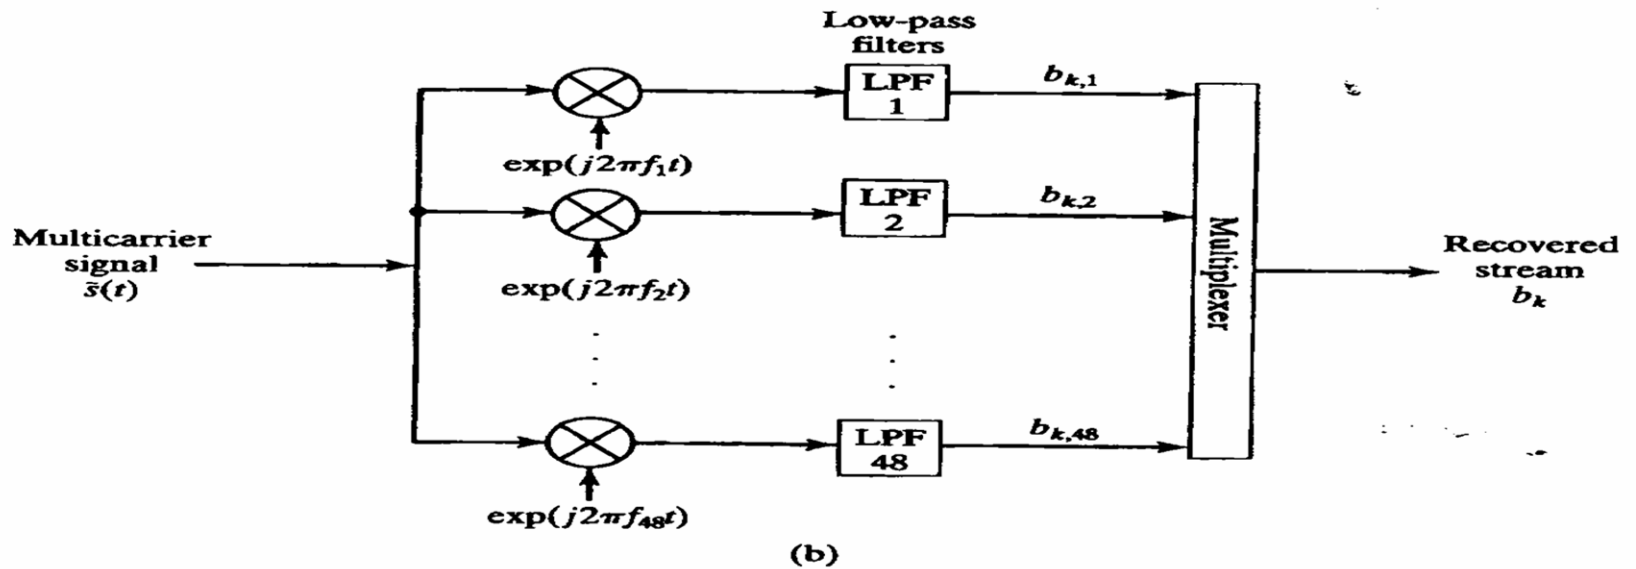 Low-pass
filters
LPF
1
b_{k,1}
exp(j2πf₁t)
LPF
2
b_{k,2}
exp(j2πf₂t)
Multicarrier
signal
s̃(t)
Multiplexer
Recovered
stream
b_k
LPF
48
b_{k,48}
exp(j2πf₄₈t)
(b)